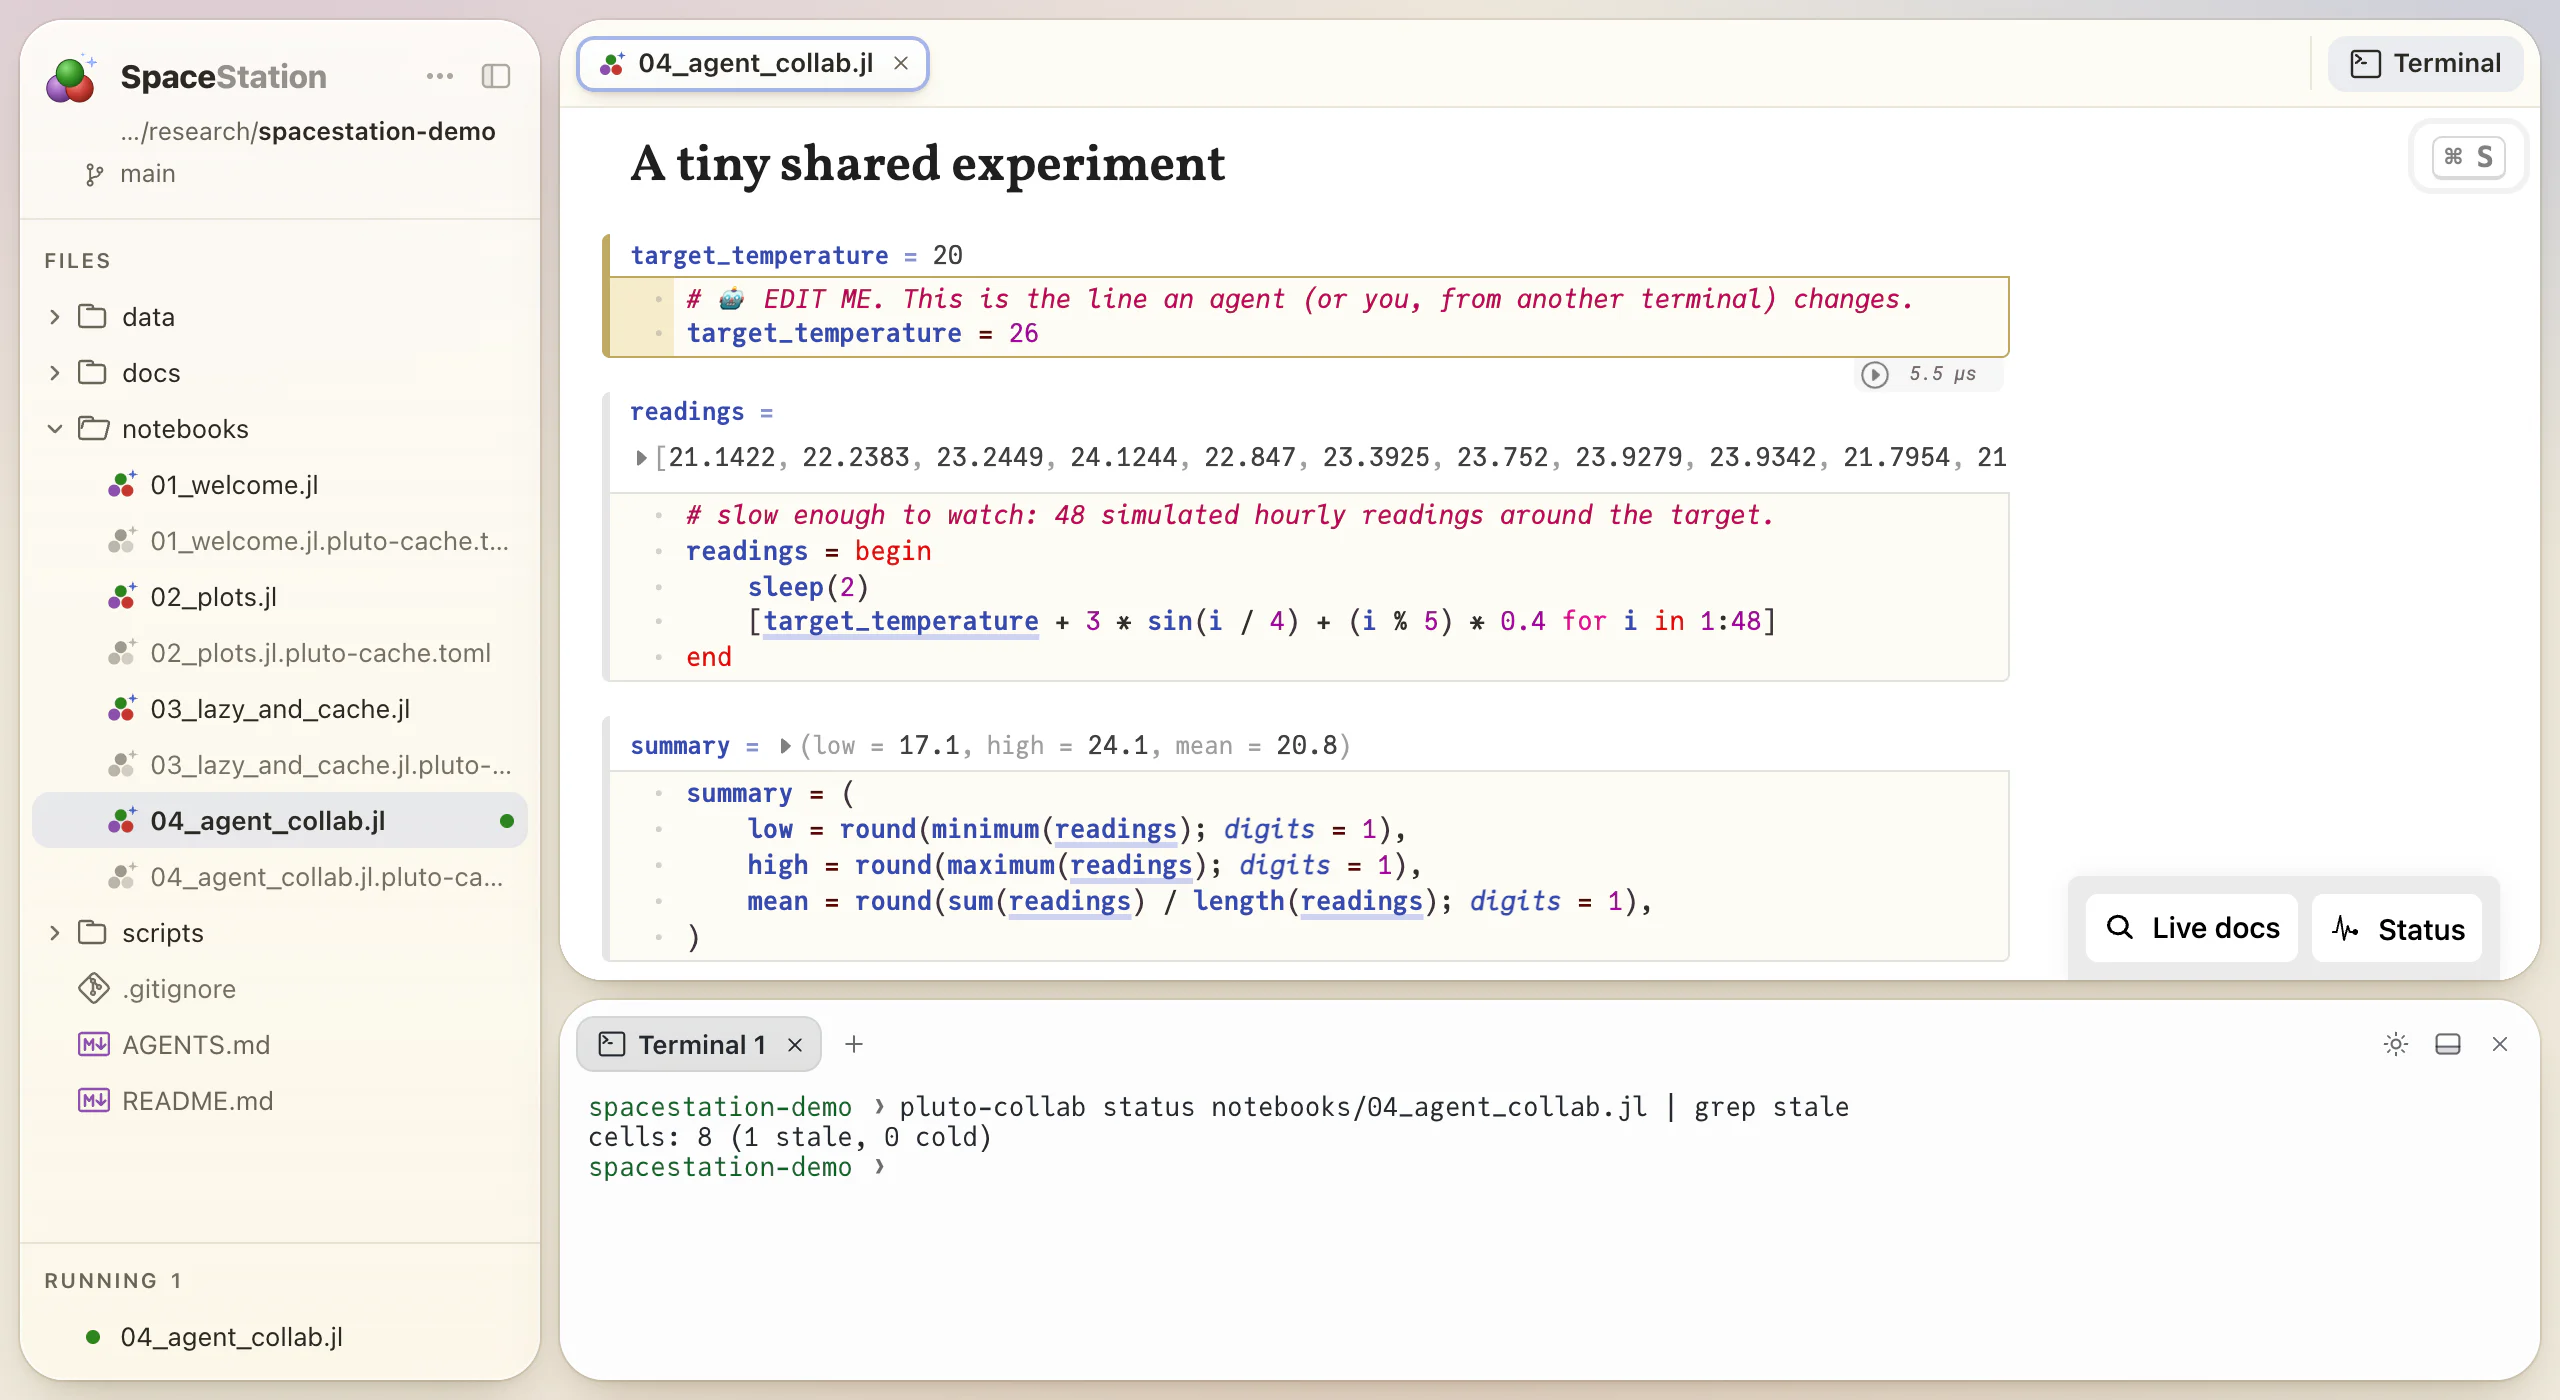 SpaceStation
.../research/spacestation-demo
main
FILES
data
docs
notebooks
01_welcome.jl
01_welcome.jl.pluto-cache.t...
02_plots.jl
02_plots.jl.pluto-cache.toml
03_lazy_and_cache.jl
03_lazy_and_cache.jl.pluto-...
04_agent_collab.jl
04_agent_collab.jl.pluto-ca...
scripts
.gitignore
AGENTS.md
README.md
RUNNING 1
04_agent_collab.jl
04_agent_collab.jl
Terminal
⌘ S
A tiny shared experiment
target_temperature = 20
# 🤖 EDIT ME. This is the line an agent (or you, from another terminal) changes.
target_temperature = 26
5.5 μs
readings =
[21.1422, 22.2383, 23.2449, 24.1244, 22.847, 23.3925, 23.752, 23.9279, 23.9342, 21.7954, 21
# slow enough to watch: 48 simulated hourly readings around the target.
readings = begin
sleep(2)
[target_temperature + 3 * sin(i / 4) + (i % 5) * 0.4 for i in 1:48]
end
summary = (low = 17.1, high = 24.1, mean = 20.8)
summary = (
low = round(minimum(readings); digits = 1),
high = round(maximum(readings); digits = 1),
mean = round(sum(readings) / length(readings); digits = 1),
)
Live docs
Status
Terminal 1
spacestation-demo › pluto-collab status notebooks/04_agent_collab.jl | grep stale
cells: 8 (1 stale, 0 cold)
spacestation-demo ›